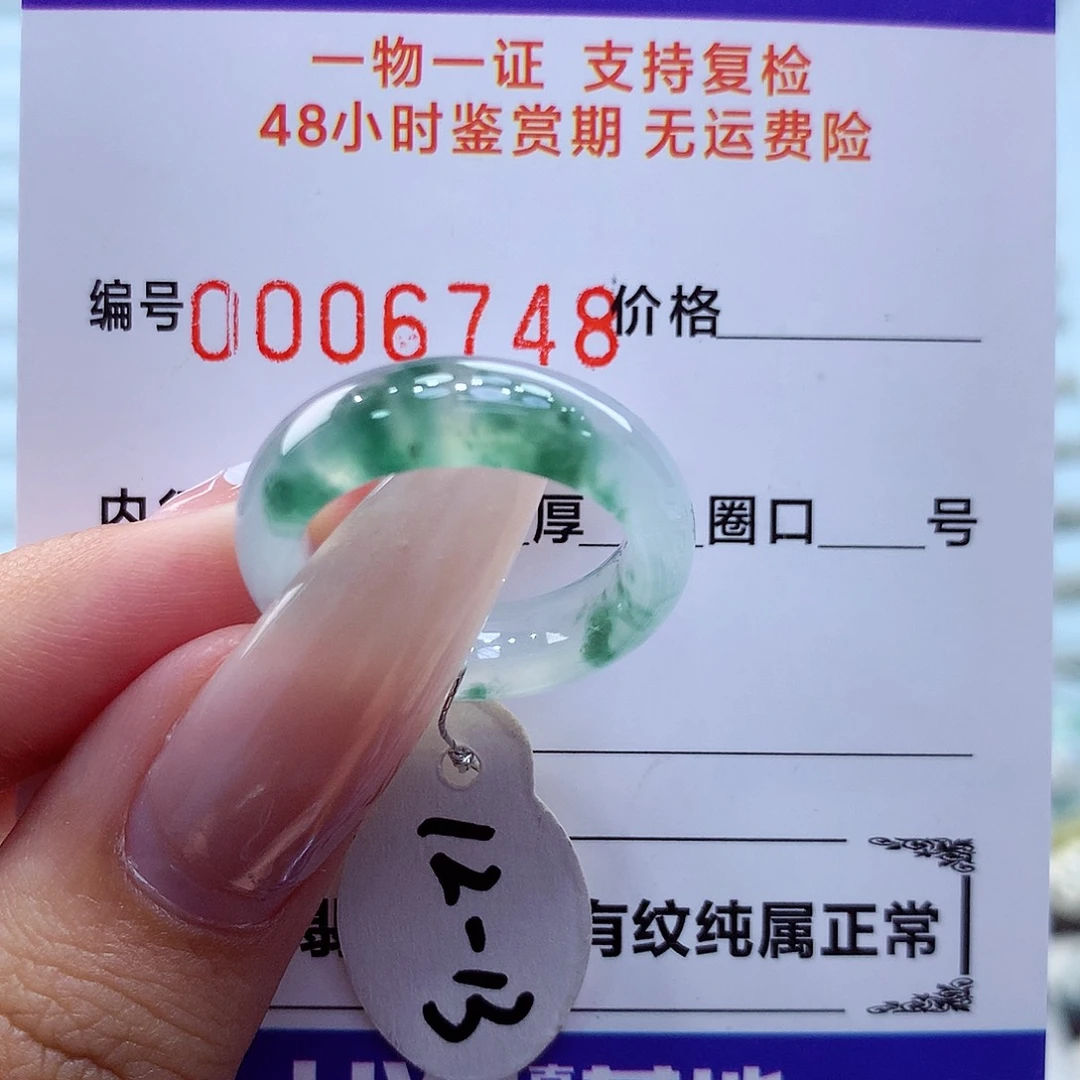 一物一证 支持复检
48小时鉴赏期 无运费险
编号0006748价格
内 厚 圈口 号
12-13
有纹纯属正常